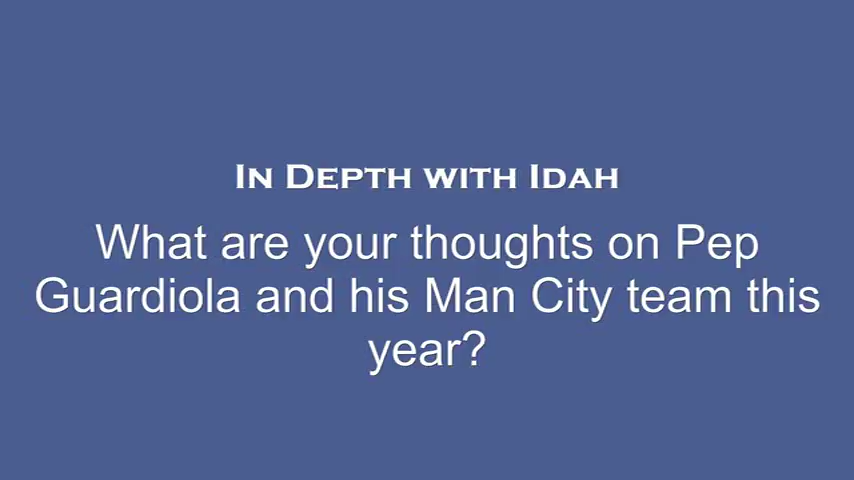 In Depth with Idah
What are your thoughts on Pep
Guardiola and his Man City team this
year?